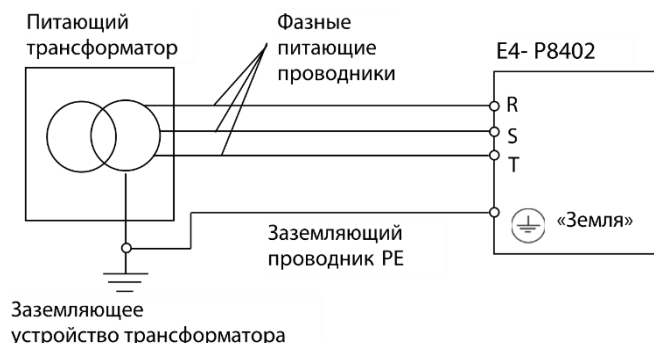 Питающий
трансформатор
Фазные
питающие
проводники
E4- P8402
R
S
T
«Земля»
Заземляющий
проводник PE
Заземляющее
устройство трансформатора